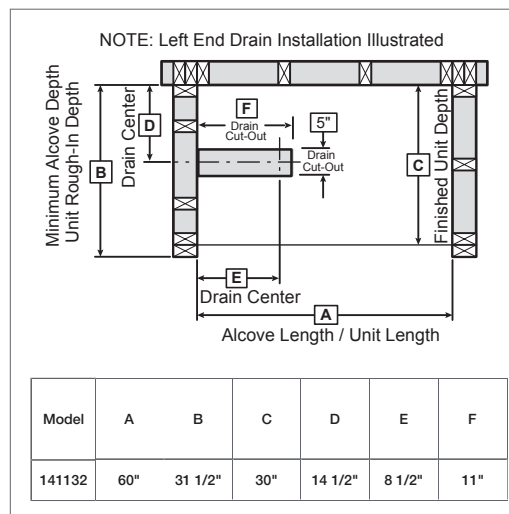 NOTE: Left End Drain Installation Illustrated
Minimum Alcove Depth
Unit Rough-In Depth
B
D
Drain Center
F
Drain
Cut-Out
5"
Drain
Cut-Out
C
Finished Unit Depth
E
Drain Center
A
Alcove Length / Unit Length
Model A B C D E F
141132 60" 31 1/2" 30" 14 1/2" 8 1/2" 11"